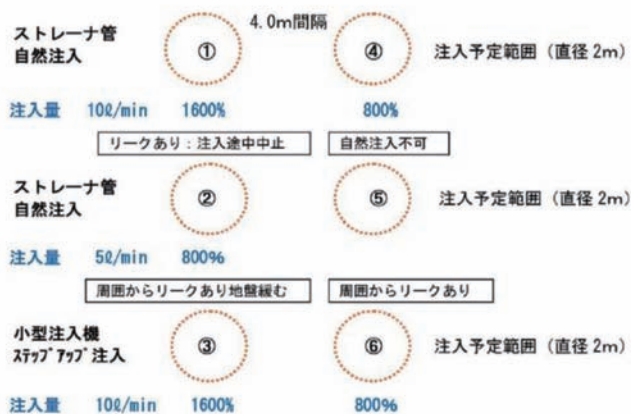 4.0m間隔
ストレーナ管
自然注入
①
④
注入予定範囲（直径2m）
注入量 10ℓ/min 1600% 800%
リークあり：注入途中中止
自然注入不可
ストレーナ管
自然注入
②
⑤
注入予定範囲（直径2m）
注入量 5ℓ/min 800%
周囲からリークあり地盤緩む
周囲からリークあり
小型注入機
ｽﾃｯﾌﾟｱｯﾌﾟ注入
③
⑥
注入予定範囲（直径2m）
注入量 10ℓ/min 1600% 800%